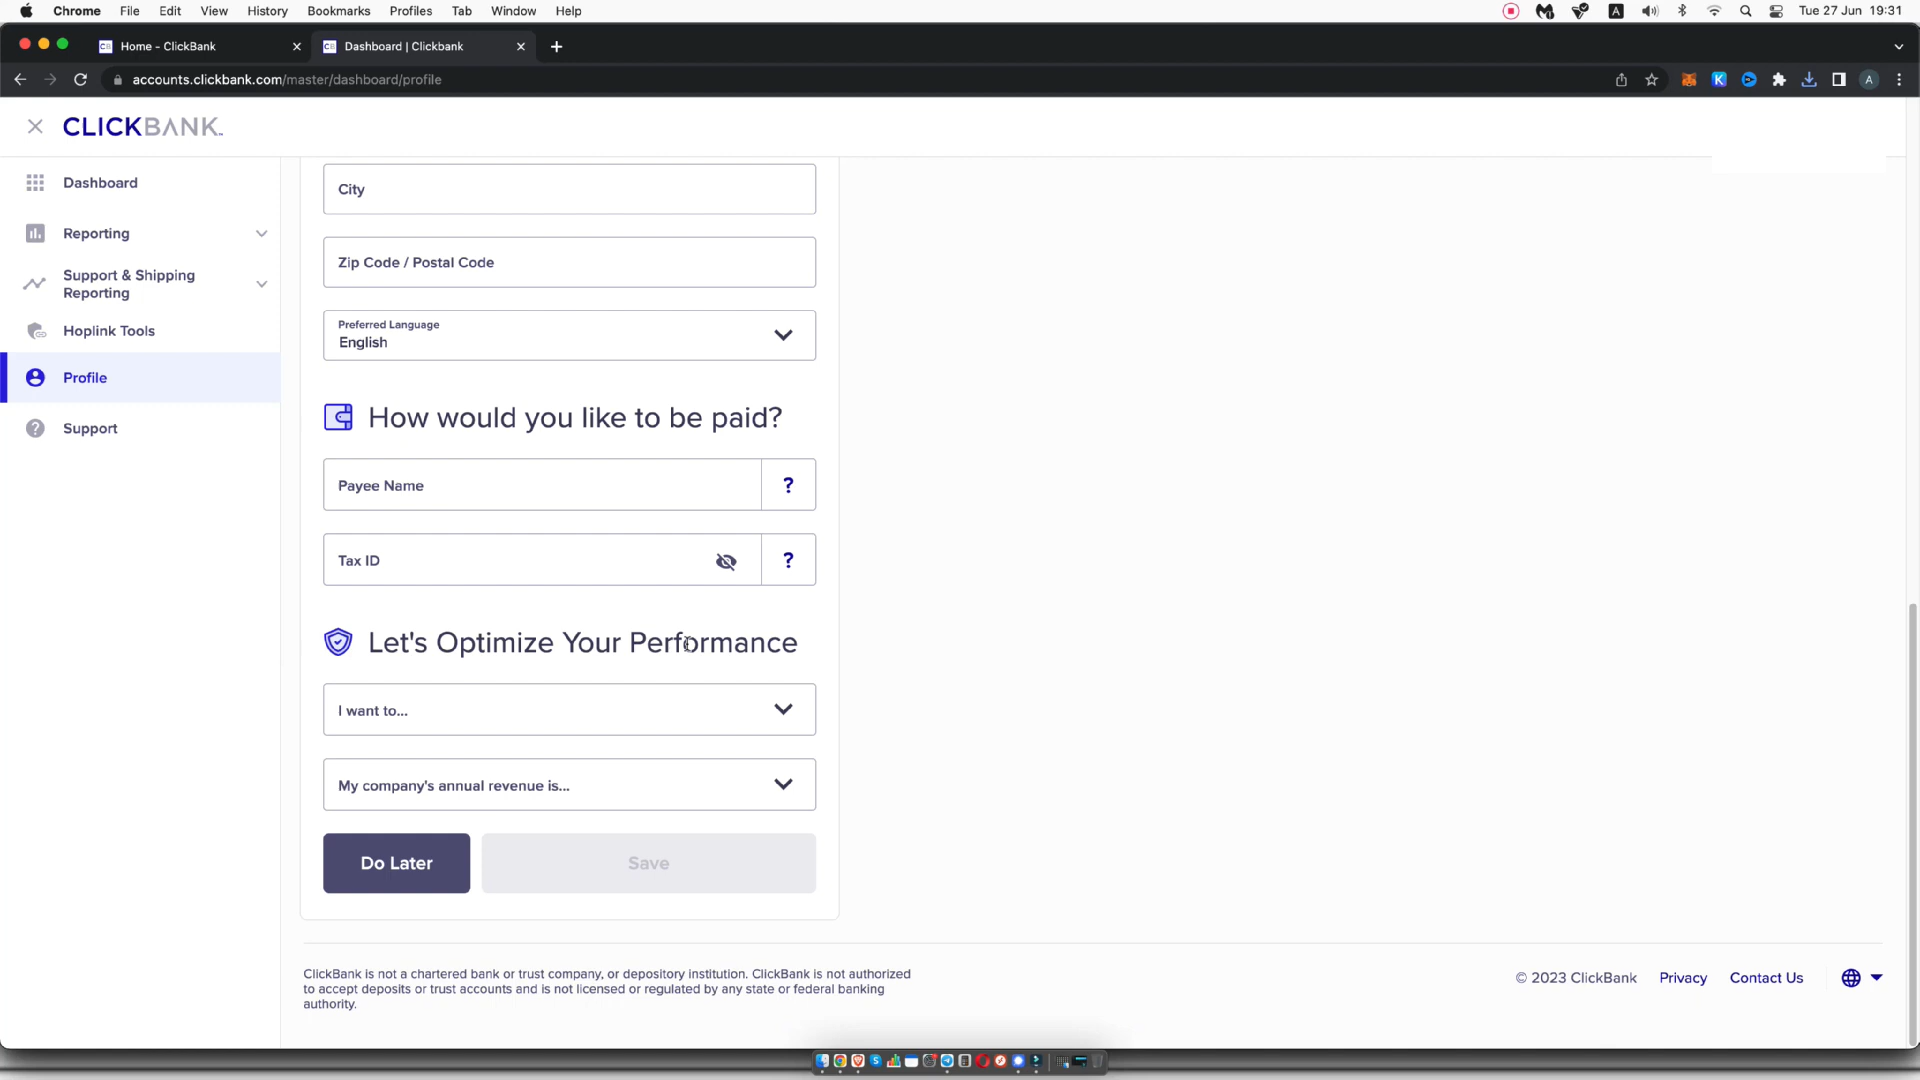 Chrome File Edit View History Bookmarks Profiles Tab Window Help A Tue 27 Jun 19:31
CB Home - ClickBank CB Dashboard | Clickbank
accounts.clickbank.com/master/dashboard/profile K A
CLICKBANK
Dashboard
Reporting
Support & Shipping
Reporting
Hoplink Tools
Profile
Support
City
Zip Code / Postal Code
Preferred Language
English
How would you like to be paid?
Payee Name ?
Tax ID ?
Let's Optimize Your Performance
I want to...
My company's annual revenue is...
Do Later Save
ClickBank is not a chartered bank or trust company, or depository institution. ClickBank is not authorized
to accept deposits or trust accounts and is not licensed or regulated by any state or federal banking
authority.
© 2023 ClickBank Privacy Contact Us